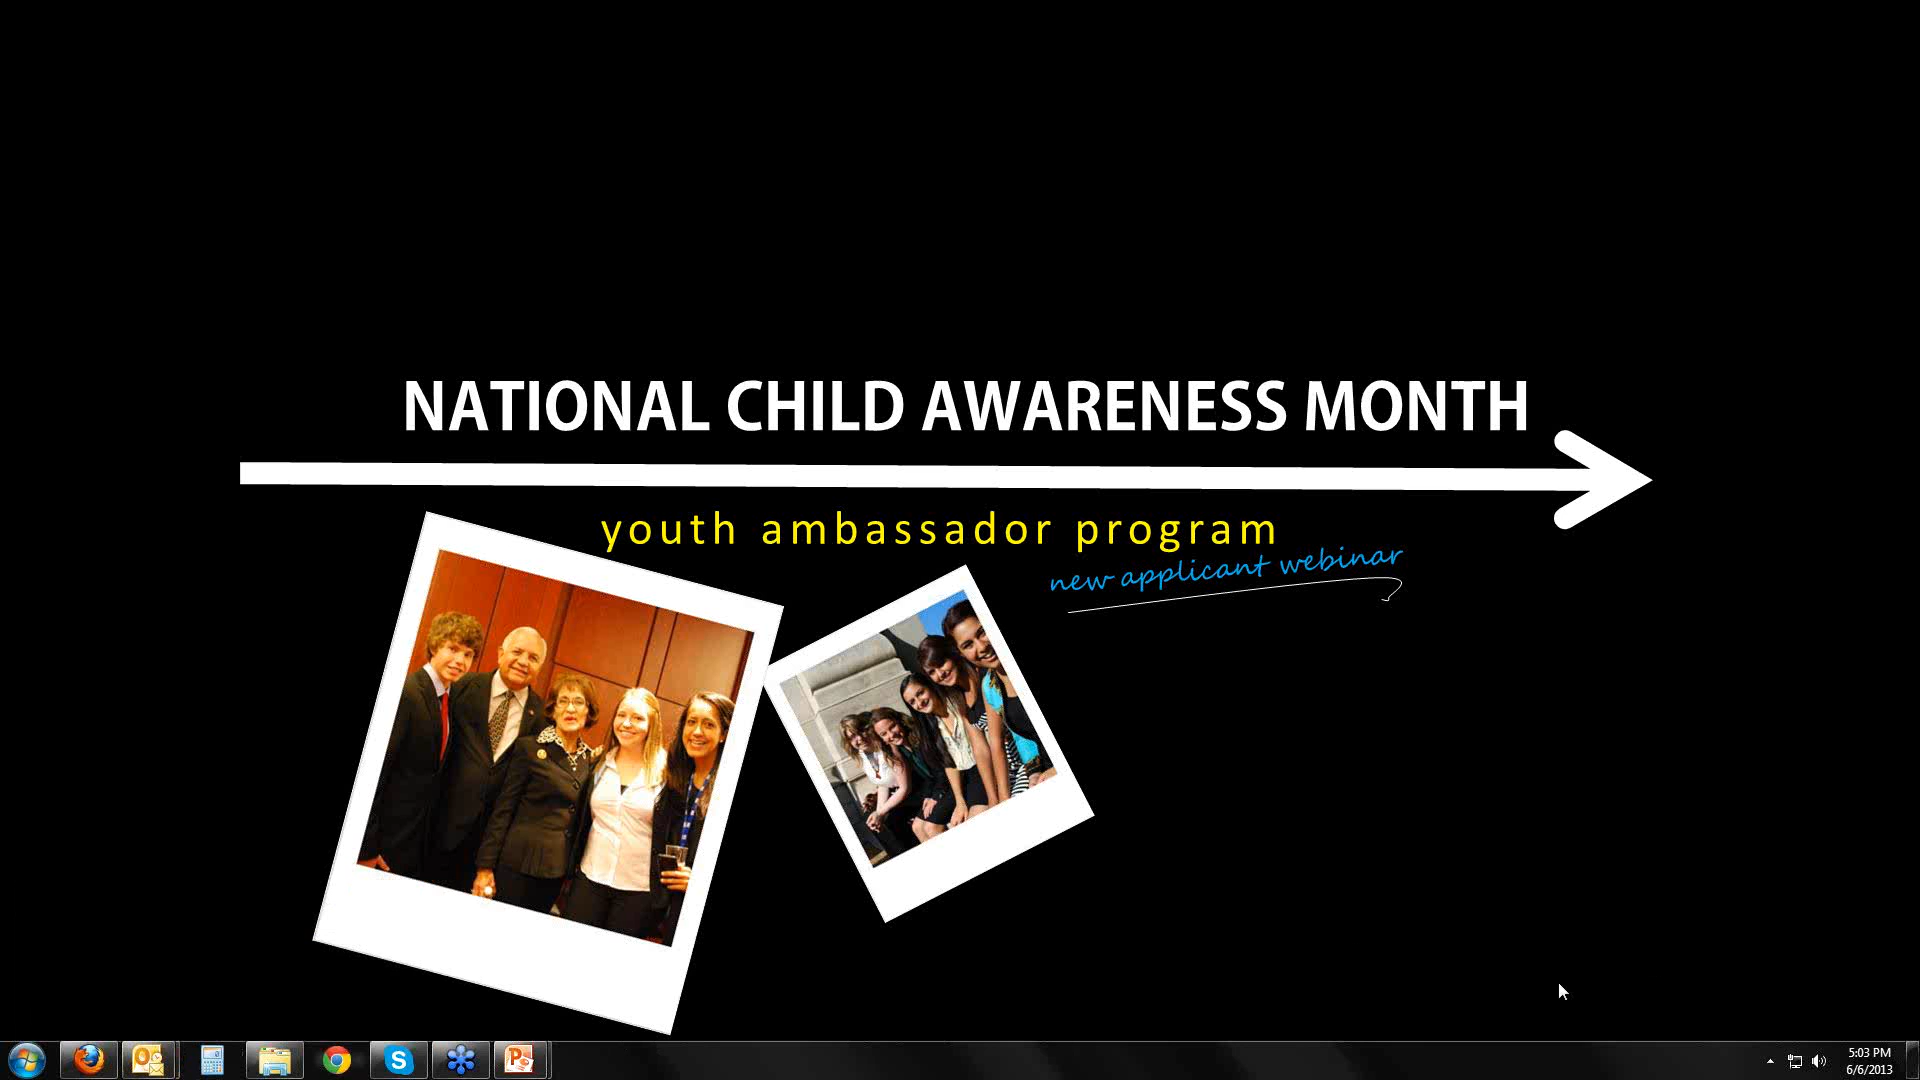 NATIONAL CHILD AWARENESS MONTH
youth ambassador program
new applicant webinar
5:03 PM
6/6/2013